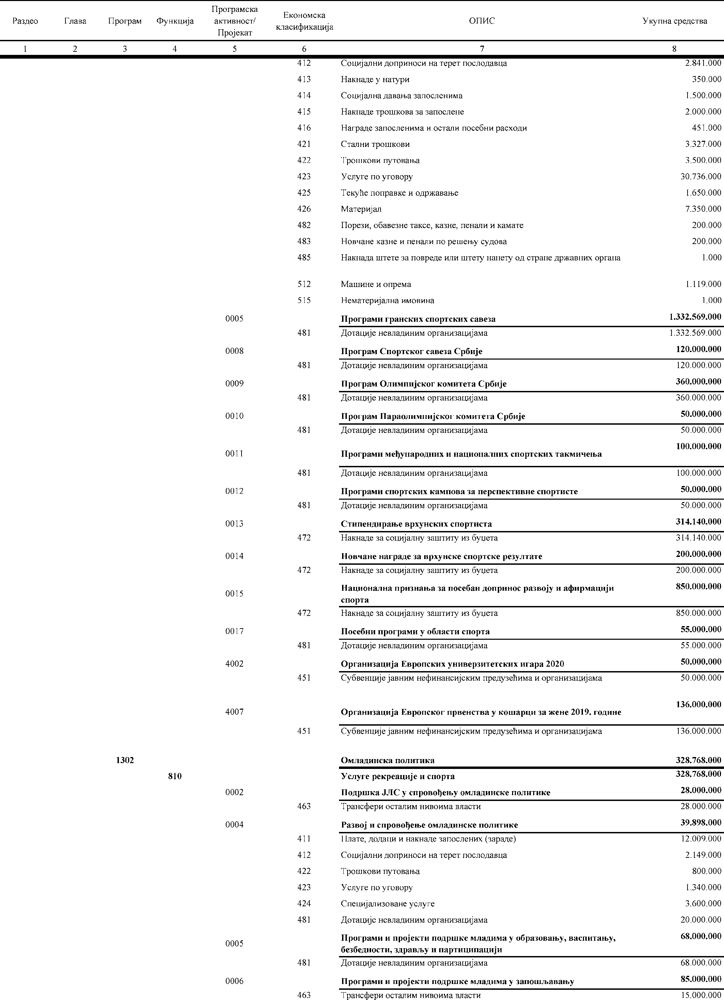 Раздео Глава Програм Функција Програмска активност/ Пројекат Економска класификација ОПИС Укупна средства
1 2 3 4 5 6 7 8
412 Социјални доприноси на терет послодавца 2.841.000
413 Накнаде у натури 350.000
414 Социјална давања запосленима 1.500.000
415 Накнаде трошкова за запослене 2.000.000
416 Награде запосленима и остали посебни расходи 451.000
421 Стални трошкови 3.327.000
422 Трошкови путовања 3.500.000
423 Услуге по уговору 30.736.000
425 Текуће поправке и одржавање 1.650.000
426 Материјал 7.350.000
482 Порези, обавезне таксе, казне, пенали и камате 200.000
483 Новчане казне и пенали по решењу судова 200.000
485 Накнада штете за повреде или штету нанету од стране државних органа 1.000
512 Машине и опрема 1.119.000
515 Нематеријална имовина 1.000
0005 Програми гранских спортских савеза 1.332.569.000
481 Дотације невладиним организацијама 1.332.569.000
0008 Програм Спортског савеза Србије 120.000.000
481 Дотације невладиним организацијама 120.000.000
0009 Програм Олимпијског комитета Србије 360.000.000
481 Дотације невладиним организацијама 360.000.000
0010 Програм Параолимпијског комитета Србије 50.000.000
481 Дотације невладиним организацијама 50.000.000
0011 Програми међународних и националних спортских такмичења 100.000.000
481 Дотације невладиним организацијама 100.000.000
0012 Програми спортских кампова за перспективне спортисте 50.000.000
481 Дотације невладиним организацијама 50.000.000
0013 Стипендирање врхунских спортиста 314.140.000
472 Накнаде за социјалну заштиту из буџета 314.140.000
0014 Новчане награде за врхунске спортске резултате 200.000.000
472 Накнаде за социјалну заштиту из буџета 200.000.000
0015 Национална признања за посебан допринос развоју и афирмацији 850.000.000
спорта
472 Накнаде за социјалну заштиту из буџета 850.000.000
0017 Посебни програми у области спорта 55.000.000
481 Дотације невладиним организацијама 55.000.000
4002 Организација Европских универзитетских игара 2020 50.000.000
451 Субвенције јавним нефинансијским предузећима и организацијама 50.000.000
4007 Организација Европског првенства у кошарци за жене 2019. године 136.000.000
451 Субвенције јавним нефинансијским предузећима и организацијама 136.000.000
1302 Омладинска политика 328.768.000
810 Услуге рекреације и спорта 328.768.000
0002 Подршка ЈЛС у спровођењу омладинске политике 28.000.000
463 Трансфери осталим нивоима власти 28.000.000
0004 Развој и спровођење омладинске политике 39.898.000
411 Плате, додаци и накнаде запослених (зараде) 12.009.000
412 Социјални доприноси на терет послодавца 2.149.000
422 Трошкови путовања 800.000
423 Услуге по уговору 1.340.000
424 Специјализоване услуге 3.600.000
481 Дотације невладиним организацијама 20.000.000
0005 Програми и пројекти подршке младима у образовању, васпитању, 68.000.000
безбедности, здрављу и партиципацији
481 Дотације невладиним организацијама 68.000.000
0006 Програми и пројекти подршке младима у запошљавању 85.000.000
463 Трансфери осталим нивоима власти 15.000.000